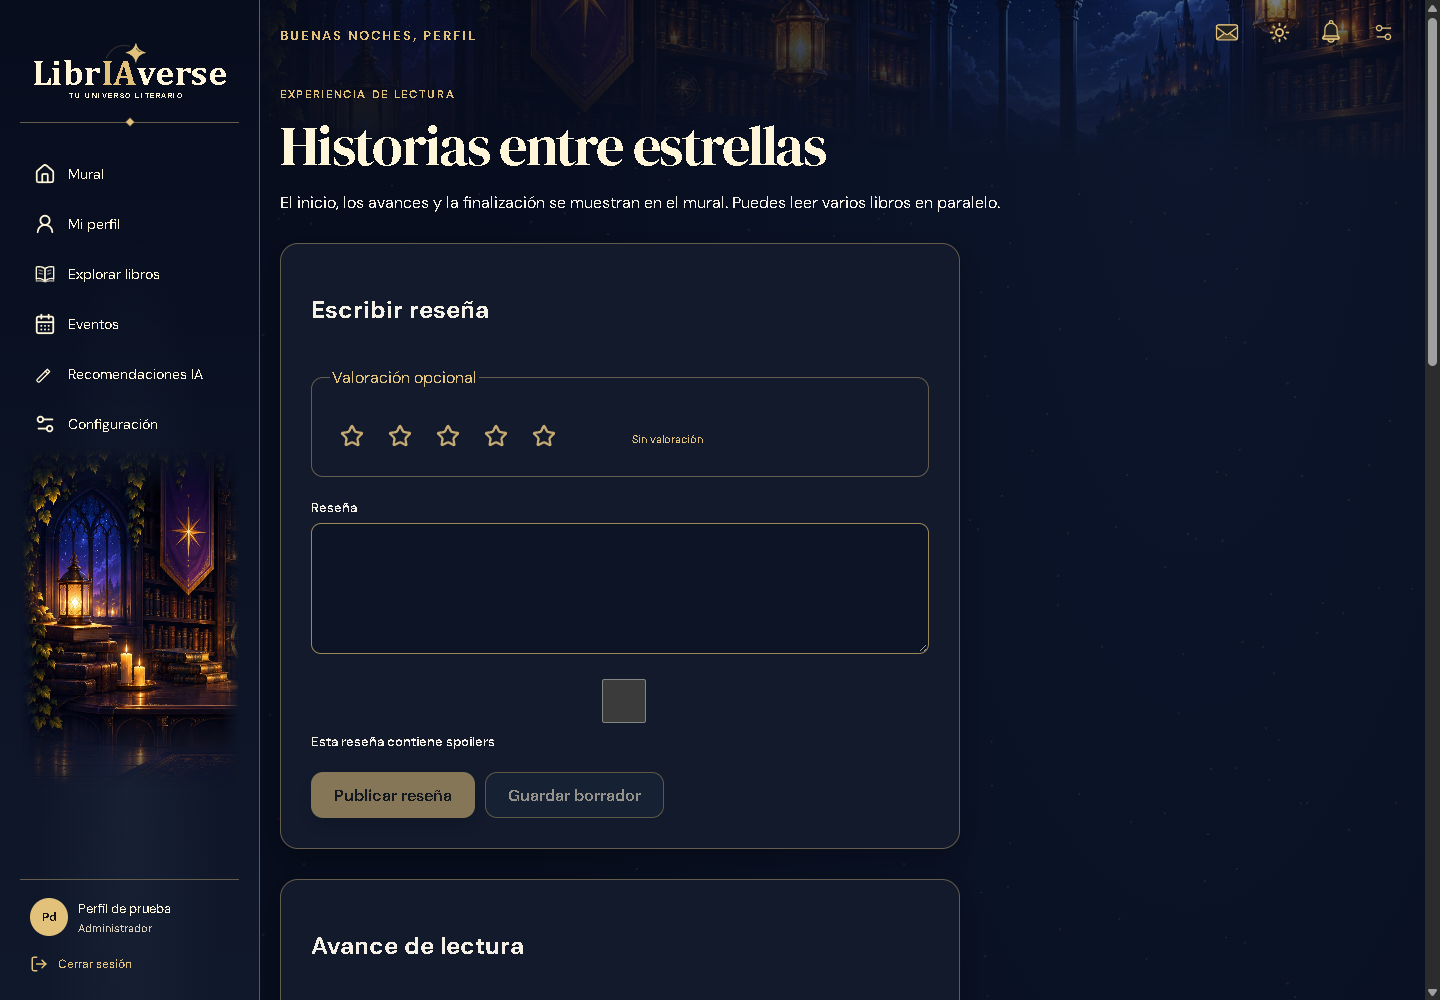 LibrIAverse
TU UNIVERSO LITERARIO
Mural
Mi perfil
Explorar libros
Eventos
Recomendaciones IA
Configuración
Pd
Perfil de prueba
Administrador
Cerrar sesión
BUENAS NOCHES, PERFIL
EXPERIENCIA DE LECTURA
Historias entre estrellas
El inicio, los avances y la finalización se muestran en el mural. Puedes leer varios libros en paralelo.
Escribir reseña
Valoración opcional
Sin valoración
Reseña
Esta reseña contiene spoilers
Publicar reseña
Guardar borrador
Avance de lectura